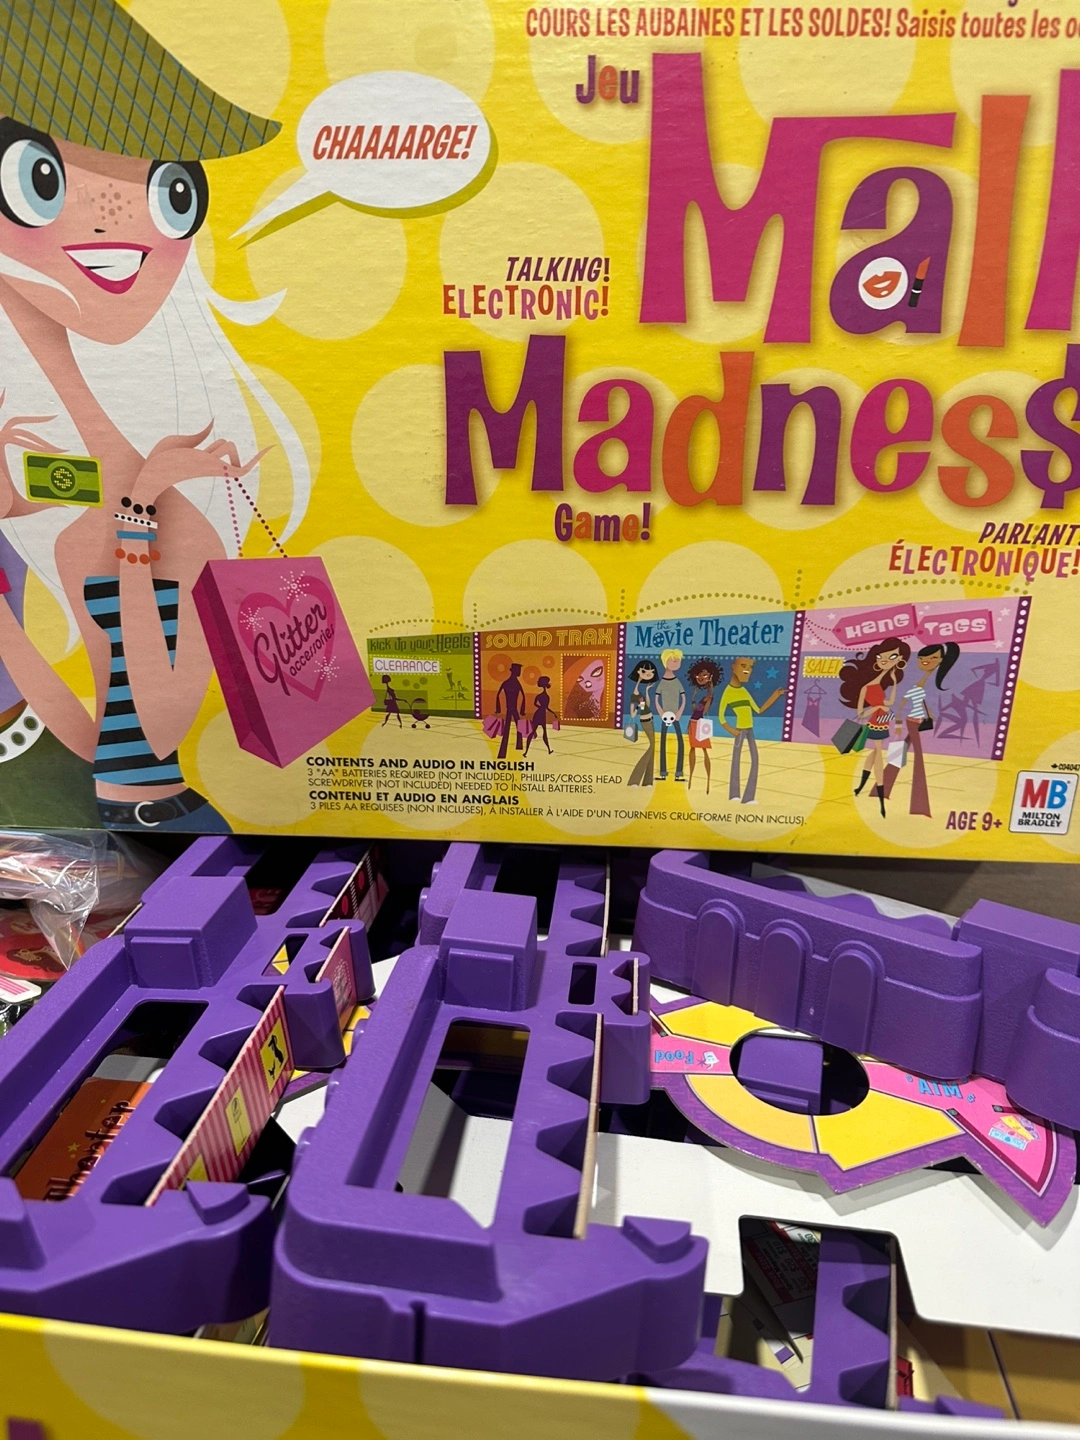 COURS LES AUBAINES ET LES SOLDES! Saisis toutes les
Jeu
Mall
CHAAAARGE!
TALKING!
ELECTRONIC!
Madness
Game!
PARLANT!
ÉLECTRONIQUE!
Glitter
accessories
kick up your Heels
CLEARANCE
SOUND TRAX
the
Movie Theater
HANG TAGS
SALE!
CONTENTS AND AUDIO IN ENGLISH
3 "AA" BATTERIES REQUIRED (NOT INCLUDED). PHILLIPS/CROSS HEAD
SCREWDRIVER (NOT INCLUDED) NEEDED TO INSTALL BATTERIES.
CONTENU ET AUDIO EN ANGLAIS
3 PILES AA REQUISES (NON INCLUSES), À INSTALLER À L'AIDE D'UN TOURNEVIS CRUCIFORME (NON INCLUS).
AGE 9+
MB
MILTON
BRADLEY
Food
AIM